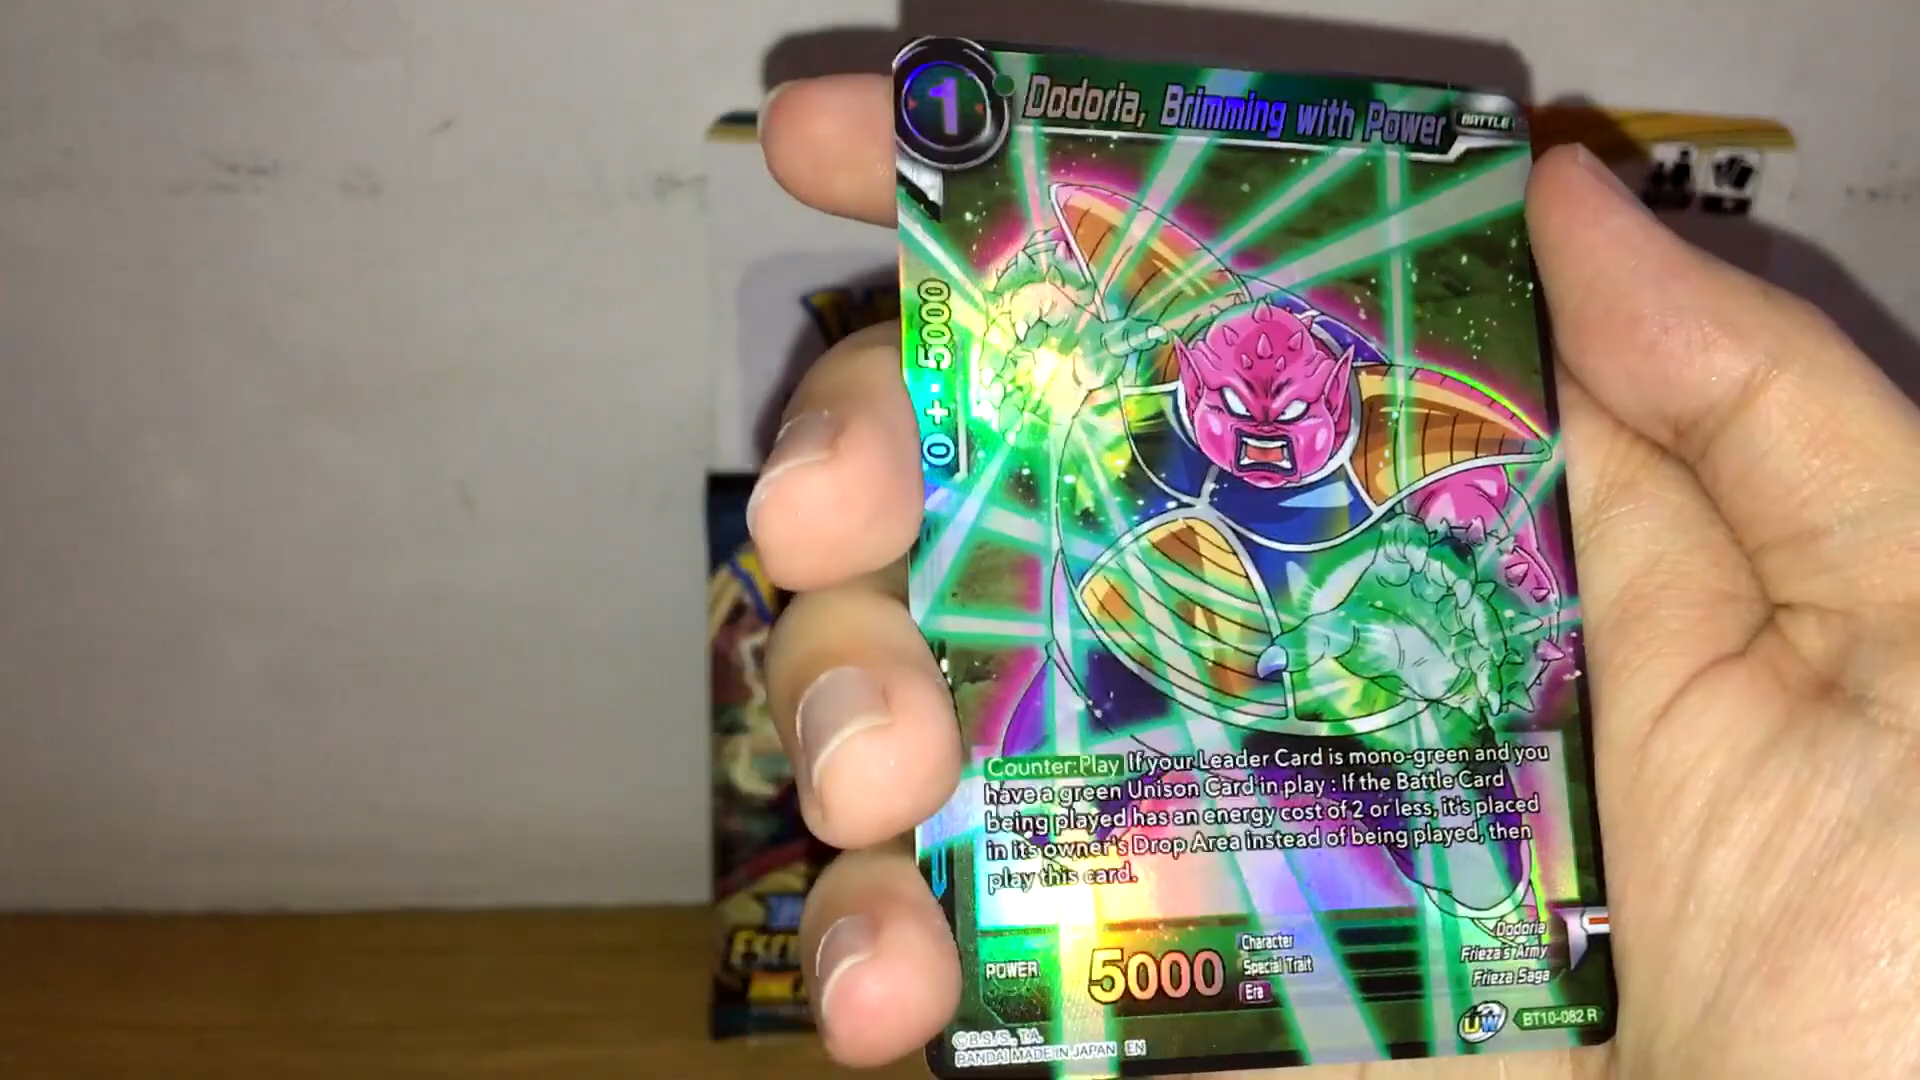 1
Dodoria, Brimming with Power
BATTLE
0 + · 5000
Counter:Play If your Leader Card is mono-green and you
have a green Unison Card in play : If the Battle Card
being played has an energy cost of 2 or less, it's placed
in its owner's Drop Area instead of being played, then
play this card.
POWER
5000
Character
Dodoria
Special Trait
Frieza's Army
Era
Frieza Saga
UW
BT10-082 R
©B.S./S., T.A.
BANDAI MADE IN JAPAN EN